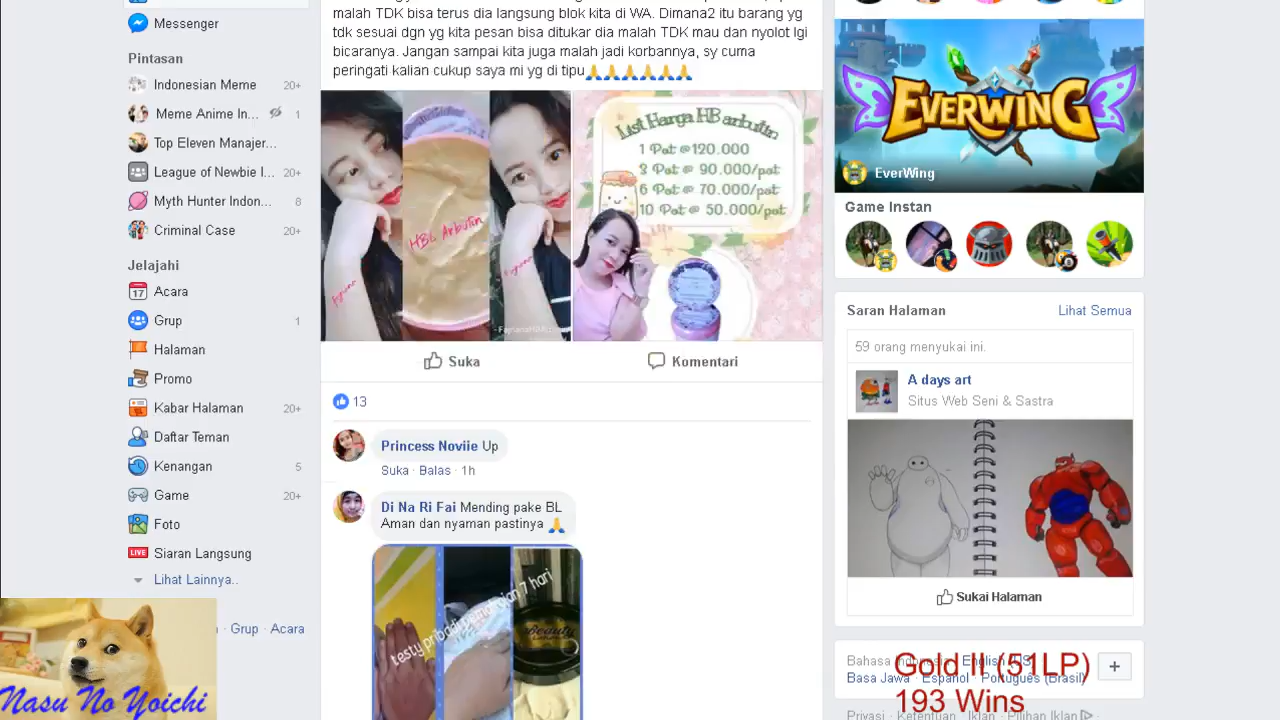 Messenger
Pintasan
Indonesian Meme 20+
Meme Anime In... 1
Top Eleven Manajer...
League of Newbie I... 20+
Myth Hunter Indon... 8
Criminal Case 20+
Jelajahi
17 Acara
Grup 1
Halaman
Promo
Kabar Halaman 20+
Daftar Teman
Kenangan 5
Game 20+
Foto
LIVE Siaran Langsung
Lihat Lainnya..
Grup · Acara
Nasu No Yoichi
malah TDK bisa terus dia langsung blok kita di WA. Dimana2 itu barang yg
tdk sesuai dgn yg kita pesan bisa ditukar dia malah TDK mau dan nyolot lgi
bicaranya. Jangan sampai kita juga malah jadi korbannya, sy cuma
peringati kalian cukup saya mi yg di tipu🙏🙏🙏🙏🙏🙏
HBL Arbutin
List Harga HB arbutin
1 Pot @120.000
3 Pot @ 90.000/pot
6 Pot @ 70.000/pot
10 Pot @ 50.000/pot
Suka
Komentari
13
Princess Noviie Up
Suka · Balas · 1h
Di Na Ri Fai Mending pake BL
Aman dan nyaman pastinya 🙏
testy pribadi pemakaian 7 hari
Beauty
EVERWING
EverWing
Game Instan
Saran Halaman Lihat Semua
59 orang menyukai ini.
A days art
Situs Web Seni & Sastra
Sukai Halaman
Bahasa Indonesia · English (US)
Basa Jawa · Español · Português (Brasil)
+
Gold II (51LP)
193 Wins
Privasi · Ketentuan · Iklan · Pilihan Iklan